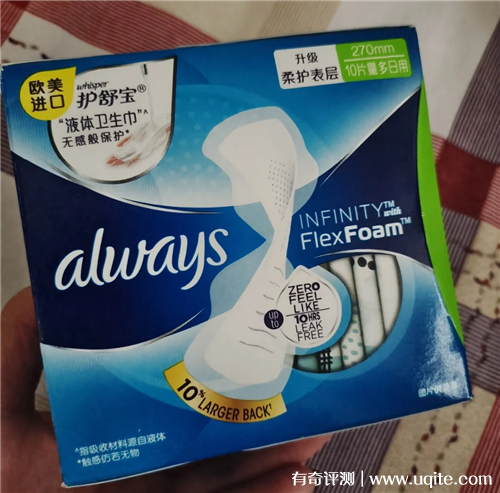 欧美
进口
whisper
护舒宝®
“液体卫生巾”^
无感般保护*
升级
柔护表层
270mm
10片量多日用
always
INFINITY™ with
FlexFoam™
ZERO
FEEL
LIKE
up to
10 HRS
LEAK
FREE
10% LARGER BACK†
^指吸收材料源自液体
*触感仿若无物
有奇评测 | www.uqite.com